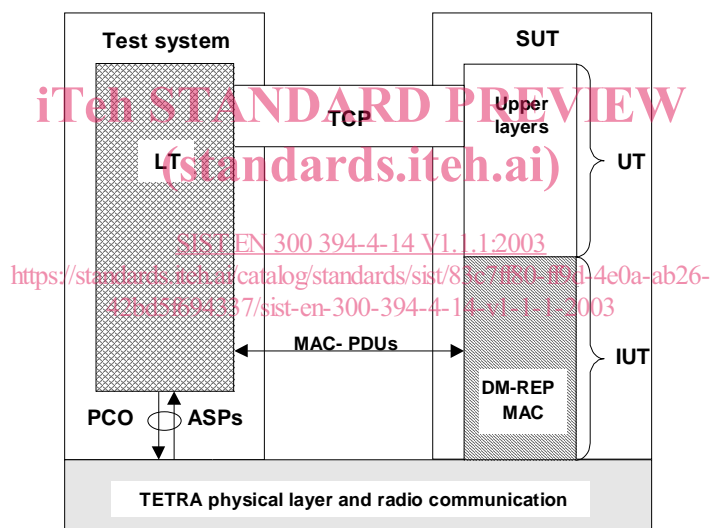 Test system
SUT
iTeh STANDARD PREVIEW
Upper
layers
TCP
LT
(standards.iteh.ai)
UT
SIST EN 300 394-4-14 V1.1.1:2003
https://standards.iteh.ai/catalog/standards/sist/83c7ff80-ff9d-4e0a-ab26-
42bd5f694337/sist-en-300-394-4-14-v1-1-1-2003
MAC- PDUs
IUT
DM-REP
MAC
PCO
ASPs
TETRA physical layer and radio communication